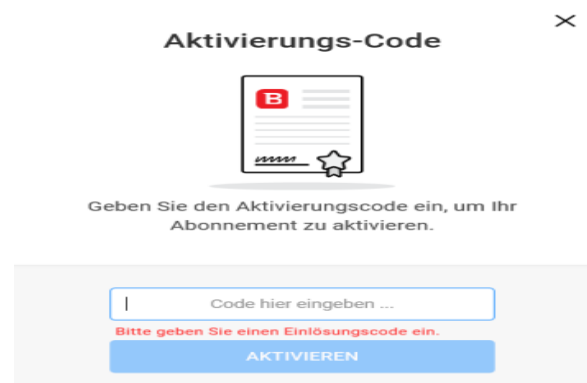 Aktivierungs-Code
B
Geben Sie den Aktivierungscode ein, um Ihr
Abonnement zu aktivieren.
Code hier eingeben ...
Bitte geben Sie einen Einlösungscode ein.
AKTIVIEREN